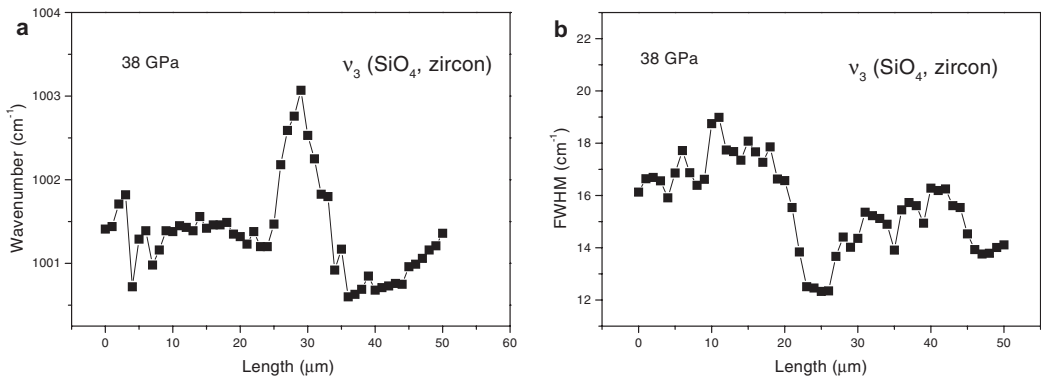 a
38 GPa
ν3 (SiO4, zircon)
Wavenumber (cm-1)
1004
1003
1002
1001
0 10 20 30 40 50 60
Length (μm)
b
38 GPa
ν3 (SiO4, zircon)
FWHM (cm-1)
22
20
18
16
14
12
0 10 20 30 40 50
Length (μm)